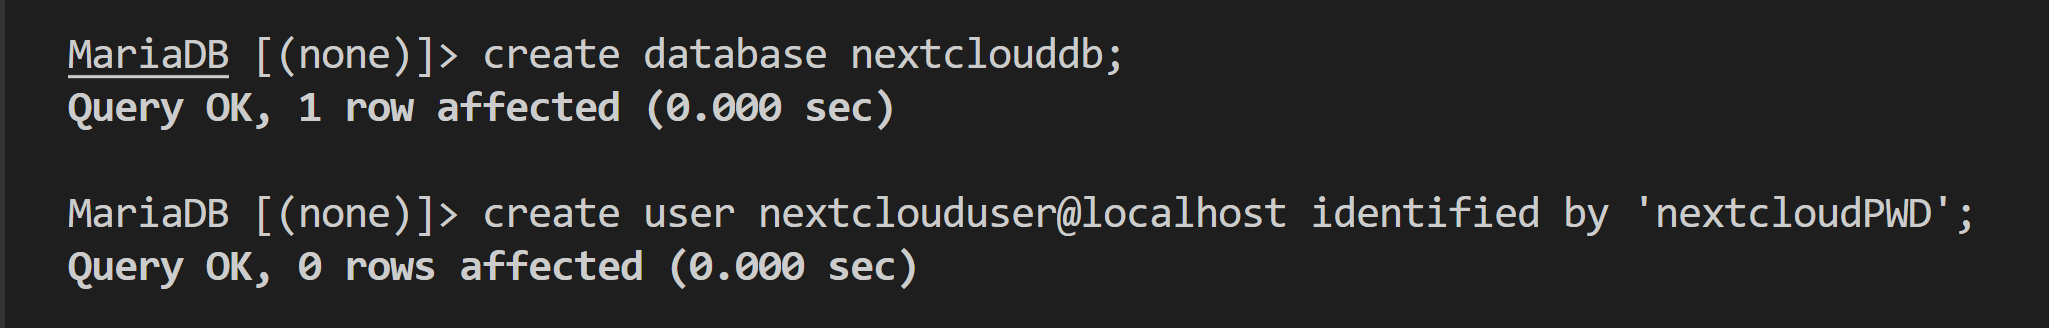 MariaDB [(none)]> create database nextclouddb;
Query OK, 1 row affected (0.000 sec)
MariaDB [(none)]> create user nextclouduser@localhost identified by 'nextcloudPWD';
Query OK, 0 rows affected (0.000 sec)